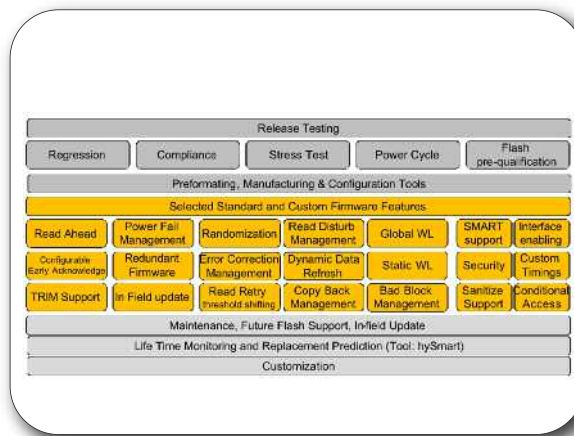 Release Testing
Regression Compliance Stress Test Power Cycle Flash
pre-qualification
Preformating, Manufacturing & Configuration Tools
Selected Standard and Custom Firmware Features
Read Ahead Power Fail Management Randomization Read Disturb Management Global WL SMART support Interface enabling
Configurable Early Acknowledge Redundant Firmware Error Correction Management Dynamic Data Refresh Static WL Security Custom Timings
TRIM Support In Field update Read Retry threshold shifting Copy Back Management Bad Block Management Sanitize Support Conditional Access
Maintenance, Future Flash Support, In-field Update
Life Time Monitoring and Replacement Prediction (Tool: hySmart)
Customization